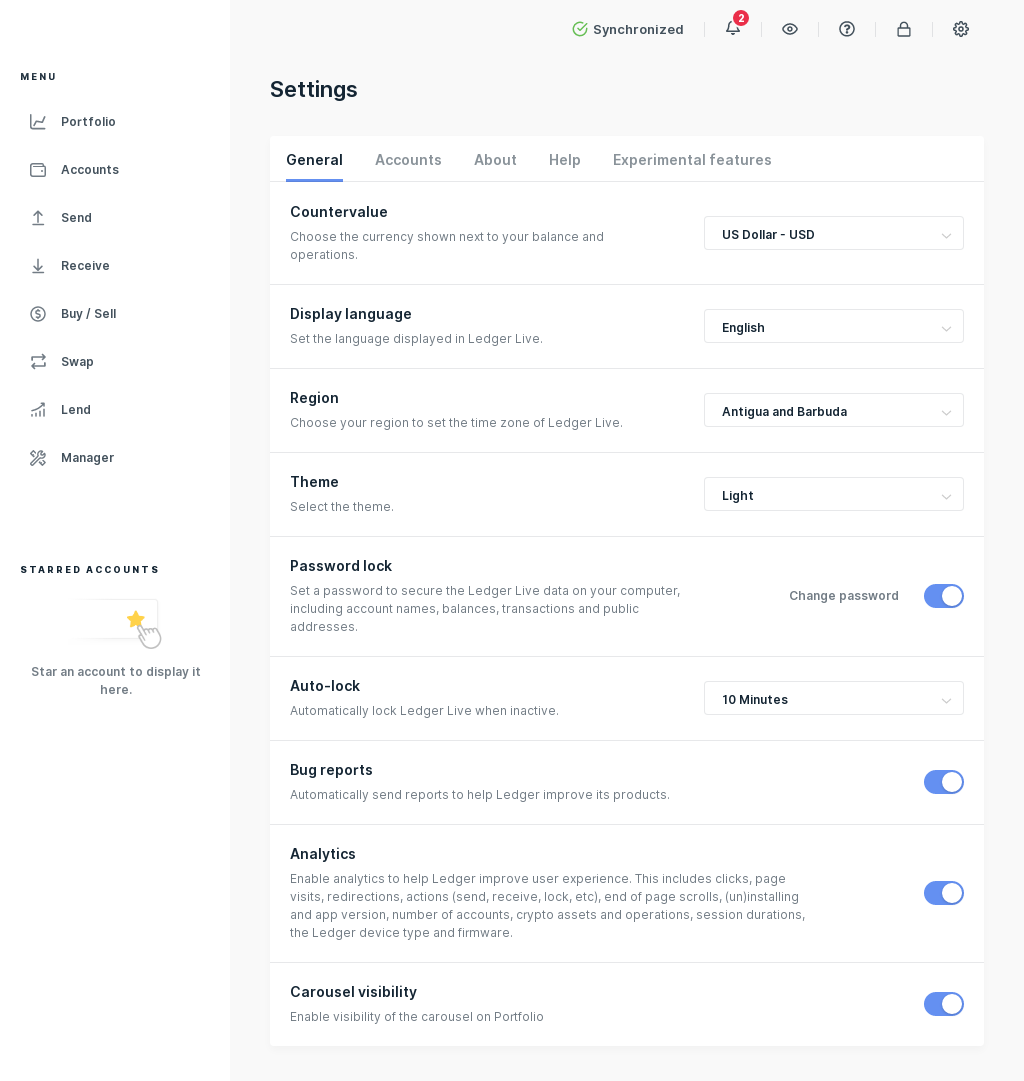 Synchronized
2
MENU
Portfolio
Accounts
Send
Receive
Buy / Sell
Swap
Lend
Manager
STARRED ACCOUNTS
Star an account to display it
here.
Settings
General Accounts About Help Experimental features
Countervalue
Choose the currency shown next to your balance and
operations.
US Dollar - USD
Display language
Set the language displayed in Ledger Live.
English
Region
Choose your region to set the time zone of Ledger Live.
Antigua and Barbuda
Theme
Select the theme.
Light
Password lock
Set a password to secure the Ledger Live data on your computer,
including account names, balances, transactions and public
addresses.
Change password
Auto-lock
Automatically lock Ledger Live when inactive.
10 Minutes
Bug reports
Automatically send reports to help Ledger improve its products.
Analytics
Enable analytics to help Ledger improve user experience. This includes clicks, page
visits, redirections, actions (send, receive, lock, etc), end of page scrolls, (un)installing
and app version, number of accounts, crypto assets and operations, session durations,
the Ledger device type and firmware.
Carousel visibility
Enable visibility of the carousel on Portfolio